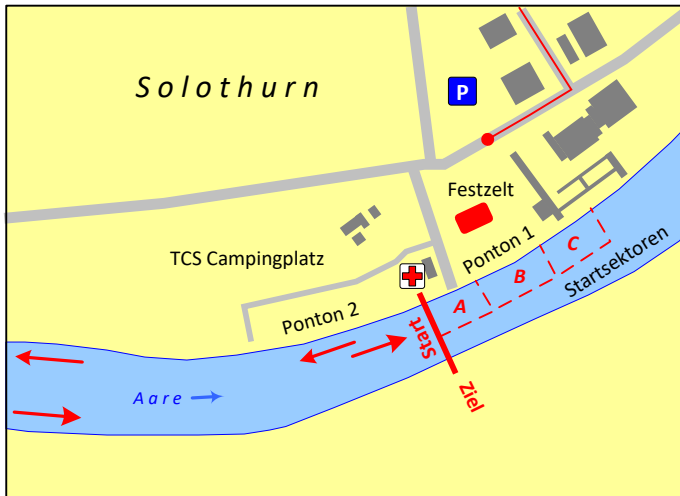 Solothurn
P
Festzelt
TCS Campingplatz
Ponton 1
C
B
A
Startsektoren
Ponton 2
Start
Ziel
Aare